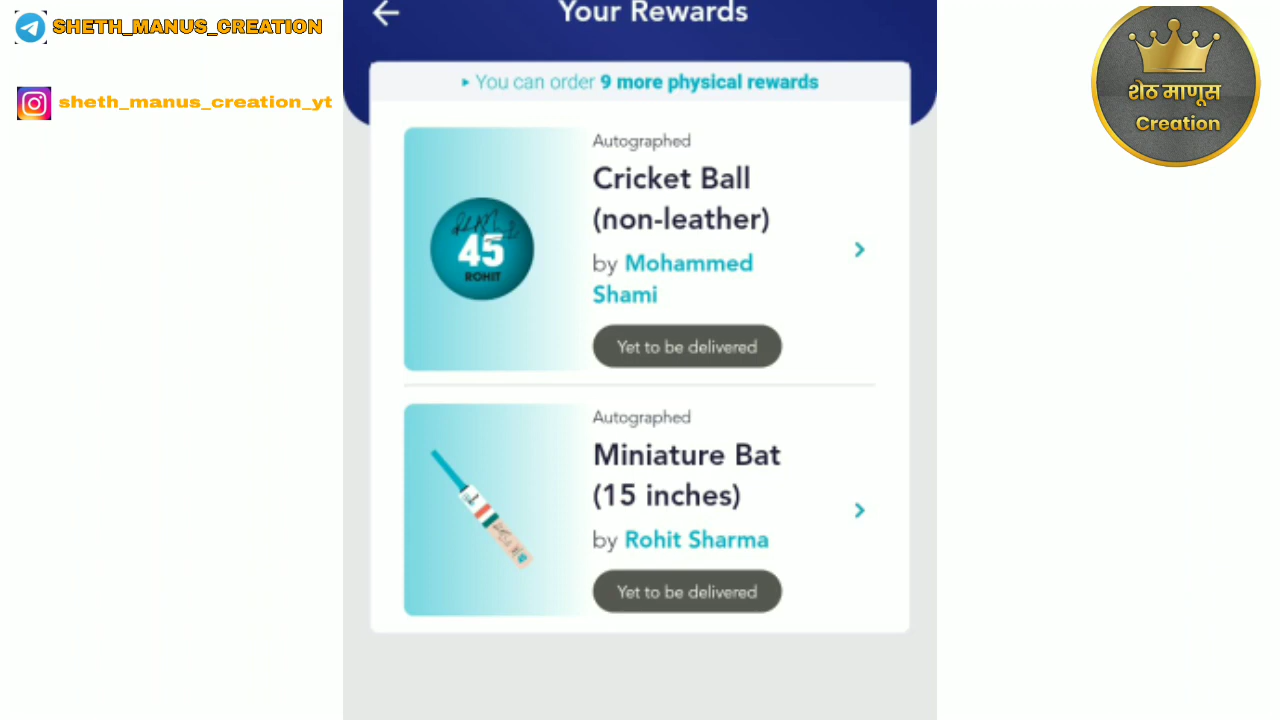 SHETH_MANUS_CREATION
sheth_manus_creation_yt
शेठ माणूस
Creation
Your Rewards
You can order 9 more physical rewards
45
ROHIT
Autographed
Cricket Ball
(non-leather)
by Mohammed
Shami
Yet to be delivered
Autographed
Miniature Bat
(15 inches)
by Rohit Sharma
Yet to be delivered